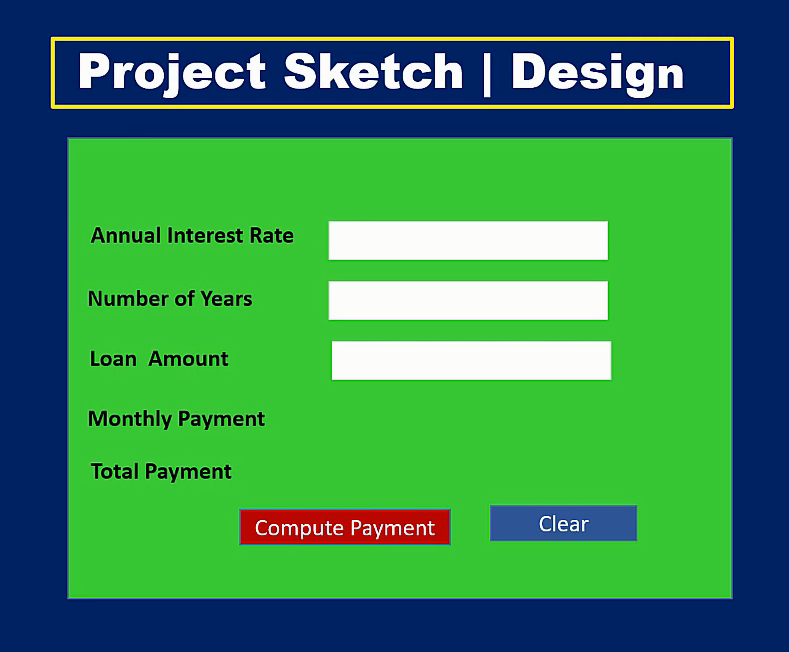 Project Sketch | Design
Annual Interest Rate
Number of Years
Loan Amount
Monthly Payment
Total Payment
Compute Payment
Clear